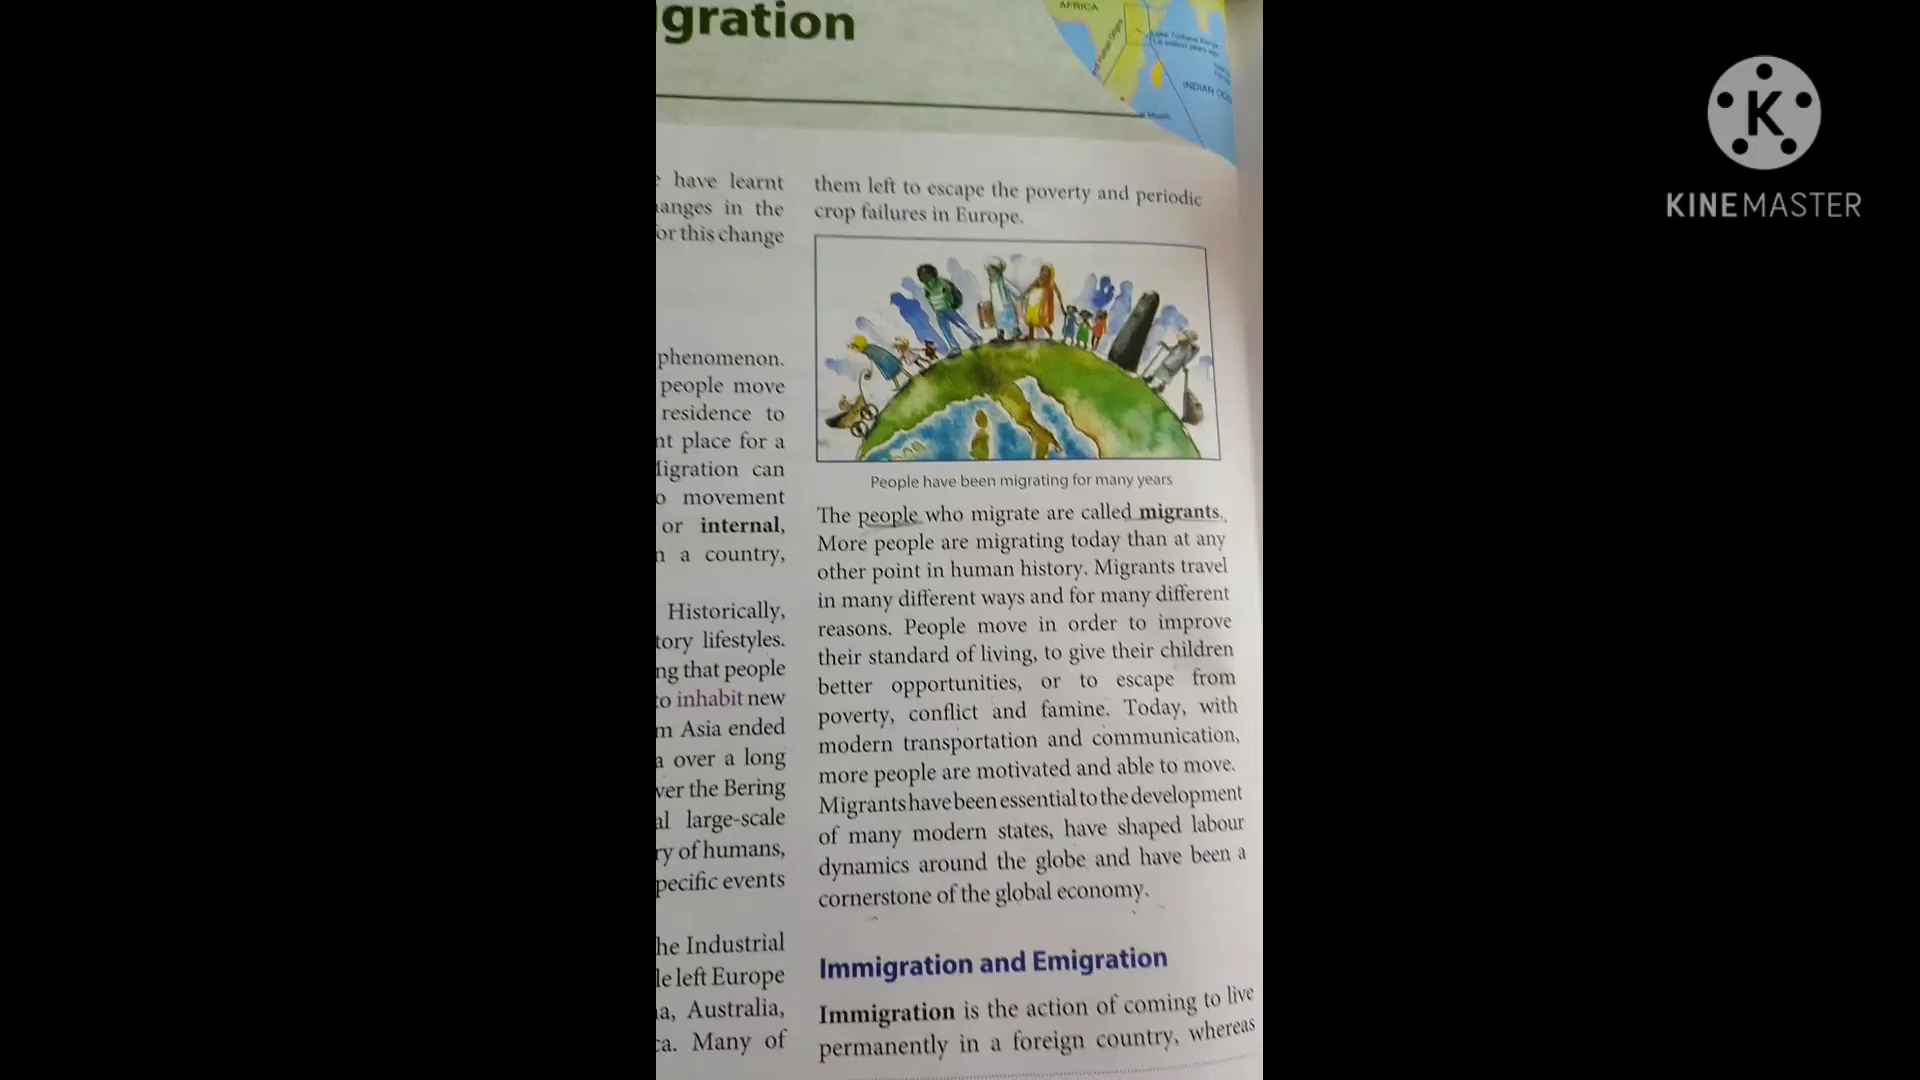 gration
AFRICA
INDIAN
have learnt
anges in the
or this change
phenomenon.
people move
residence to
nt place for a
igration can
o movement
or internal,
a country,
Historically,
tory lifestyles.
ng that people
to inhabit new
m Asia ended
a over a long
ver the Bering
al large-scale
ry of humans,
pecific events
he Industrial
le left Europe
a, Australia,
ca. Many of
them left to escape the poverty and periodic
crop failures in Europe.
People have been migrating for many years
The people who migrate are called migrants.
More people are migrating today than at any
other point in human history. Migrants travel
in many different ways and for many different
reasons. People move in order to improve
their standard of living, to give their children
better opportunities, or to escape from
poverty, conflict and famine. Today, with
modern transportation and communication,
more people are motivated and able to move.
Migrants have been essential to the development
of many modern states, have shaped labour
dynamics around the globe and have been a
cornerstone of the global economy.
Immigration and Emigration
Immigration is the action of coming to live
permanently in a foreign country, whereas
K
KINEMASTER